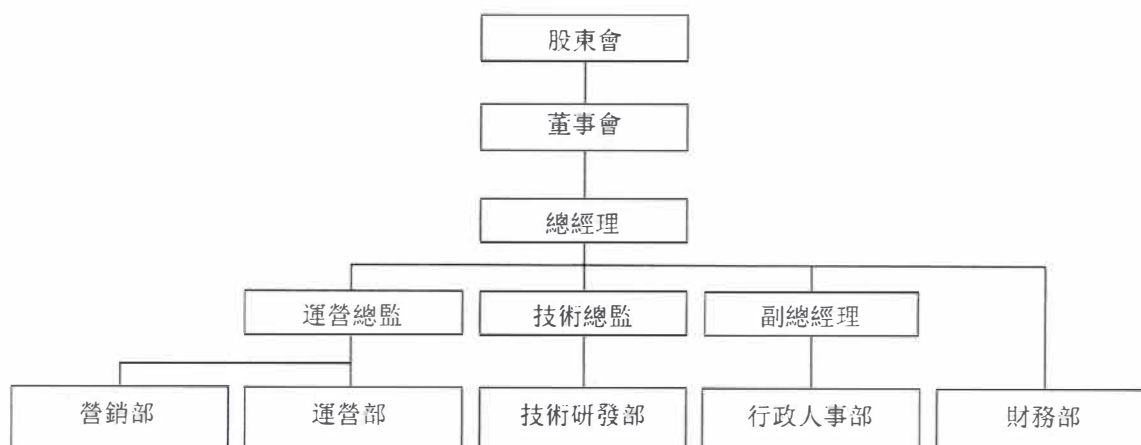 股東會
董事會
總經理
運營總監
技術總監
副總經理
營銷部
運營部
技術研發部
行政人事部
財務部